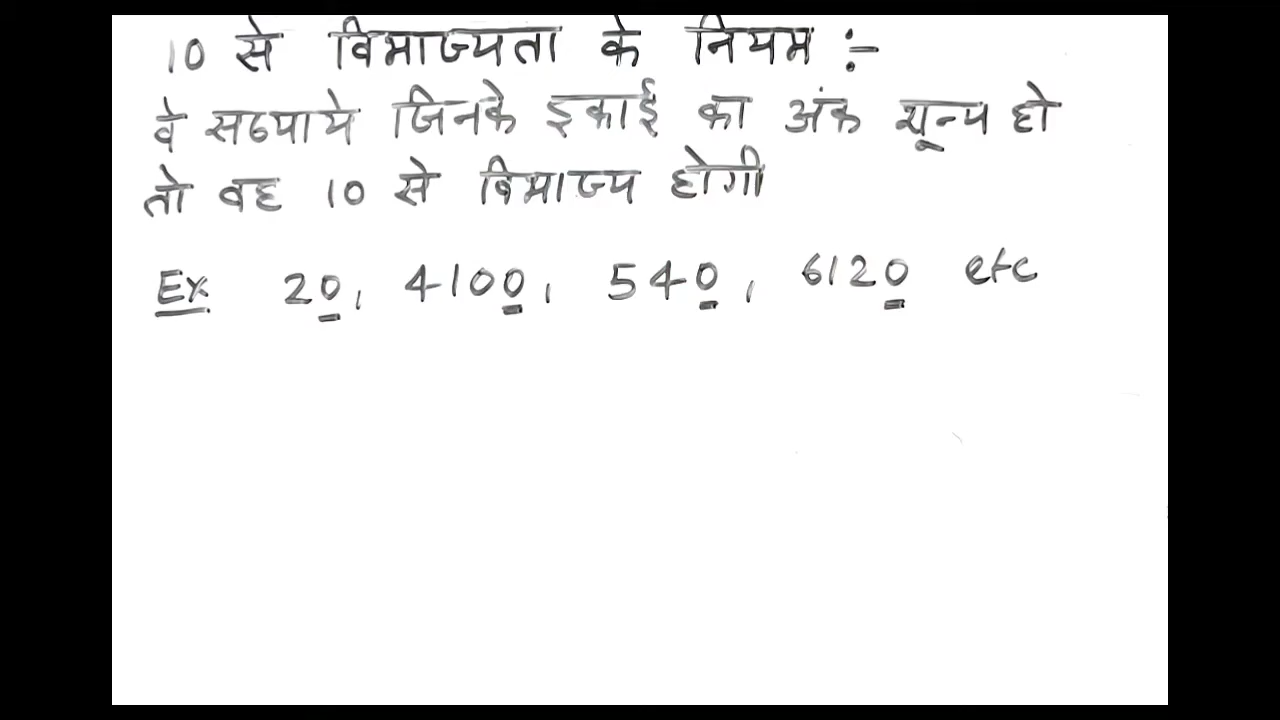 10 से विभाज्यता के नियम :-
वे सख्याये जिनके इकाई का अंक शून्य हो
तो वह 10 से विभाज्य होगी
Ex 20, 4100, 540, 6120 etc